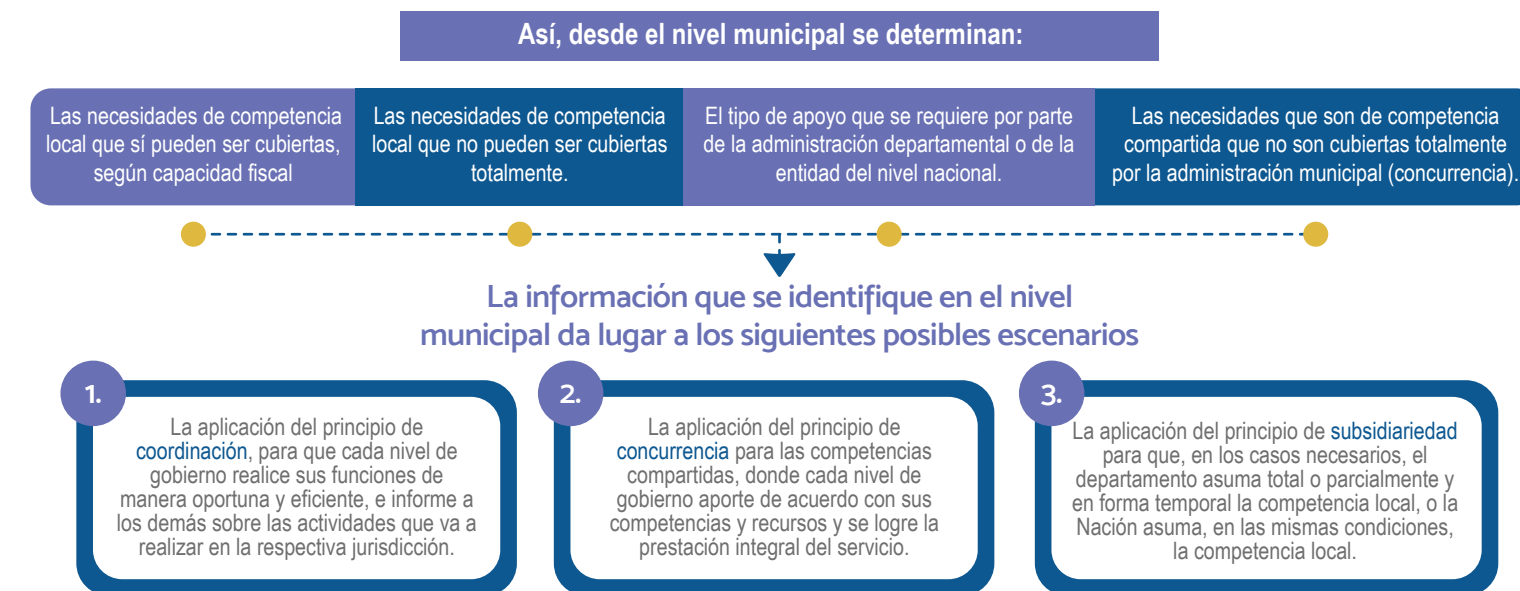 Así, desde el nivel municipal se determinan:
Las necesidades de competencia
local que sí pueden ser cubiertas,
según capacidad fiscal
Las necesidades de competencia
local que no pueden ser cubiertas
totalmente.
El tipo de apoyo que se requiere por parte
de la administración departamental o de la
entidad del nivel nacional.
Las necesidades que son de competencia
compartida que no son cubiertas totalmente
por la administración municipal (concurrencia).
La información que se identifique en el nivel
municipal da lugar a los siguientes posibles escenarios
1.
La aplicación del principio de
coordinación, para que cada nivel de
gobierno realice sus funciones de
manera oportuna y eficiente, e informe a
los demás sobre las actividades que va a
realizar en la respectiva jurisdicción.
2.
La aplicación del principio de
concurrencia para las competencias
compartidas, donde cada nivel de
gobierno aporte de acuerdo con sus
competencias y recursos y se logre la
prestación integral del servicio.
3.
La aplicación del principio de subsidiariedad
para que, en los casos necesarios, el
departamento asuma total o parcialmente y
en forma temporal la competencia local, o la
Nación asuma, en las mismas condiciones,
la competencia local.